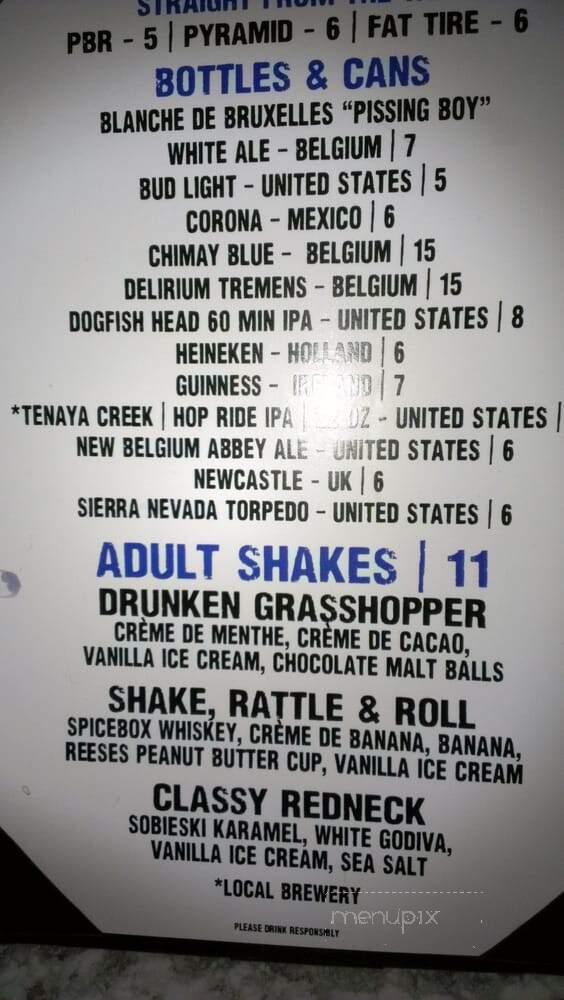 STRAIGHT FROM THE
PBR - 5 | PYRAMID - 6 | FAT TIRE - 6
BOTTLES & CANS
BLANCHE DE BRUXELLES "PISSING BOY"
WHITE ALE - BELGIUM | 7
BUD LIGHT - UNITED STATES | 5
CORONA - MEXICO | 6
CHIMAY BLUE - BELGIUM | 15
DELIRIUM TREMENS - BELGIUM | 15
DOGFISH HEAD 60 MIN IPA - UNITED STATES | 8
HEINEKEN - HOLLAND | 6
GUINNESS - IRELAND | 7
*TENAYA CREEK | HOP RIDE IPA | OZ - UNITED STATES |
NEW BELGIUM ABBEY ALE - UNITED STATES | 6
NEWCASTLE - UK | 6
SIERRA NEVADA TORPEDO - UNITED STATES | 6
ADULT SHAKES | 11
DRUNKEN GRASSHOPPER
CRÈME DE MENTHE, CRÈME DE CACAO,
VANILLA ICE CREAM, CHOCOLATE MALT BALLS
SHAKE, RATTLE & ROLL
SPICEBOX WHISKEY, CRÈME DE BANANA, BANANA,
REESES PEANUT BUTTER CUP, VANILLA ICE CREAM
CLASSY REDNECK
SOBIESKI KARAMEL, WHITE GODIVA,
VANILLA ICE CREAM, SEA SALT
*LOCAL BREWERY
menupix
PLEASE DRINK RESPONSIBLY